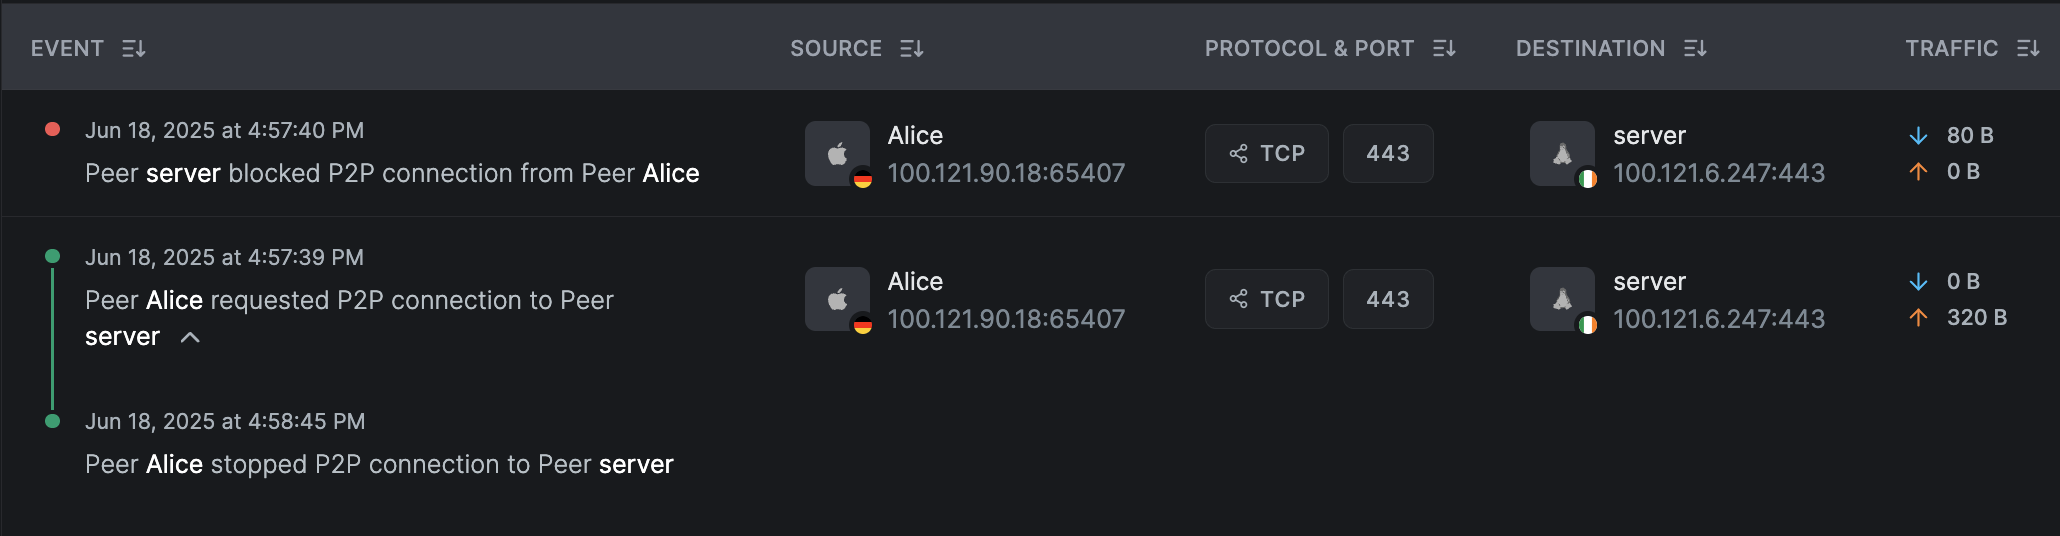 EVENT SOURCE PROTOCOL & PORT DESTINATION TRAFFIC
Jun 18, 2025 at 4:57:40 PM
Peer server blocked P2P connection from Peer Alice
Alice
100.121.90.18:65407
TCP 443
server
100.121.6.247:443
80 B
0 B
Jun 18, 2025 at 4:57:39 PM
Peer Alice requested P2P connection to Peer
server
Alice
100.121.90.18:65407
TCP 443
server
100.121.6.247:443
0 B
320 B
Jun 18, 2025 at 4:58:45 PM
Peer Alice stopped P2P connection to Peer server